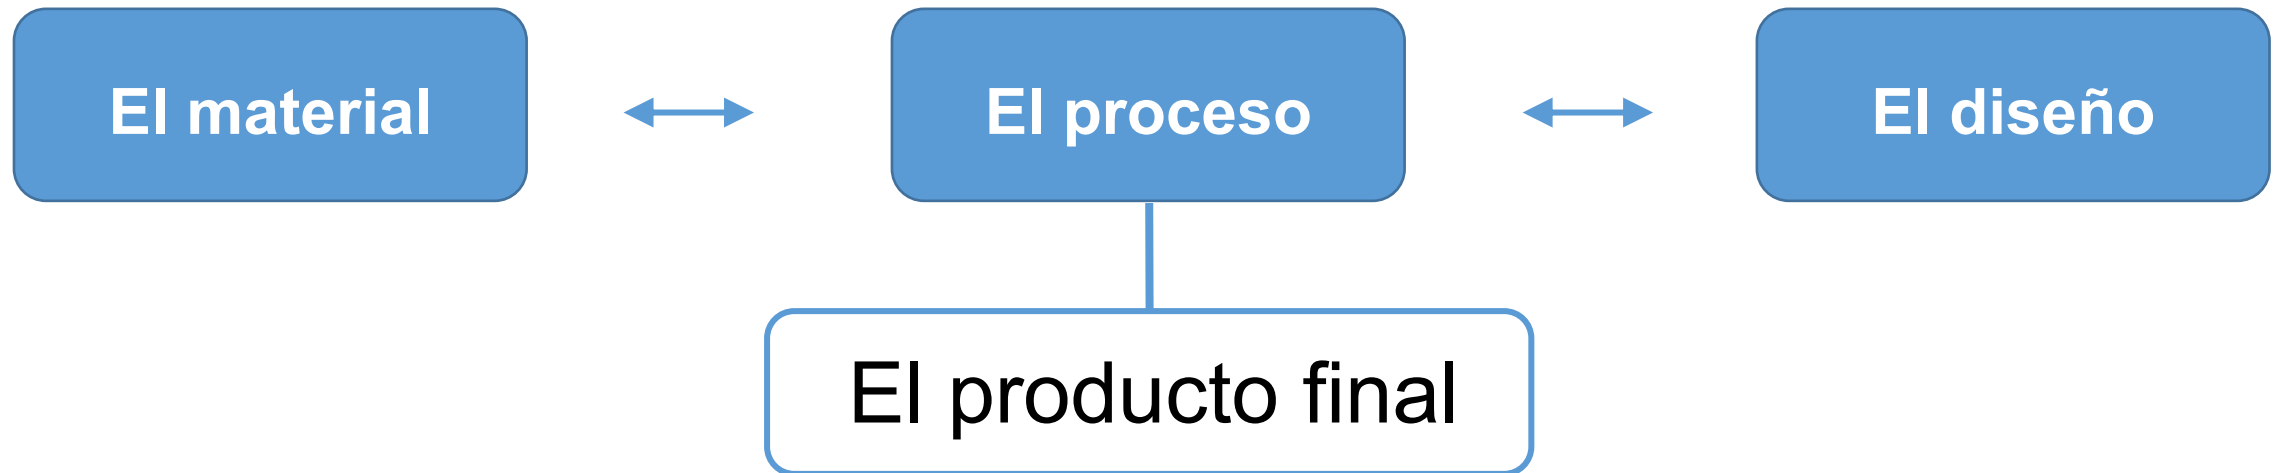 El material
El proceso
El diseño
El producto final